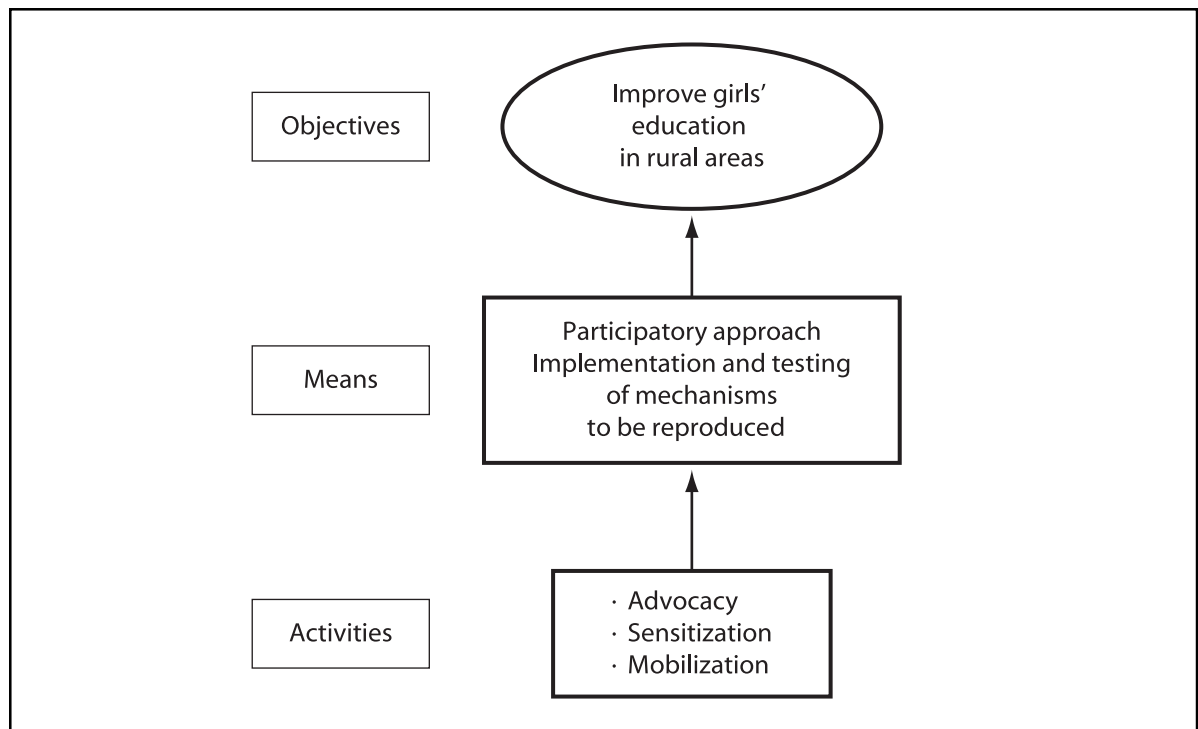 Objectives
Improve girls’
education
in rural areas
Means
Participatory approach
Implementation and testing
of mechanisms
to be reproduced
Activities
· Advocacy
· Sensitization
· Mobilization